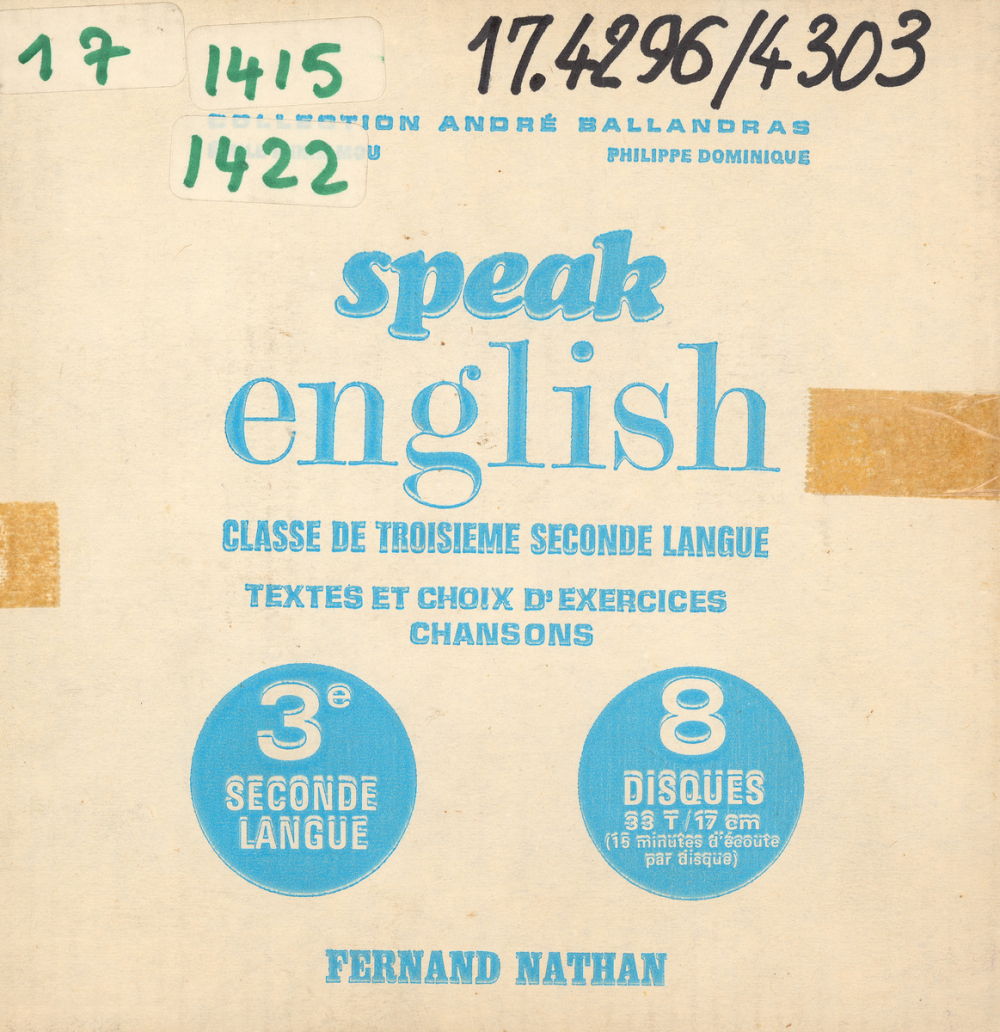 17
1415
17.4296/4303
COLLECTION ANDRÉ BALLANDRAS
1422
PHILIPPE DOMINIQUE
speak
english
CLASSE DE TROISIEME SECONDE LANGUE
TEXTES ET CHOIX D'EXERCICES
CHANSONS
3e
SECONDE
LANGUE
8
DISQUES
33 T/17 cm
(15 minutes d'écoute
par disque)
FERNAND NATHAN